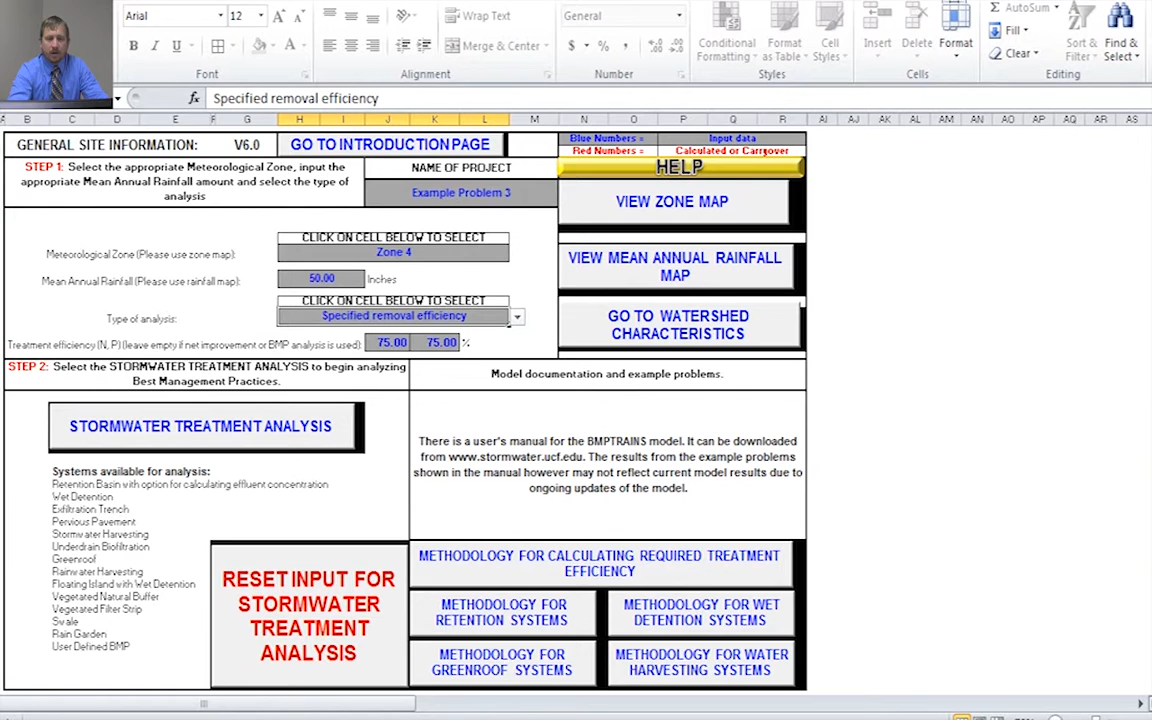 Arial 12 Wrap Text General Σ AutoSum
B I U Merge & Center $ % , Conditional Formatting Format as Table Cell Styles Insert Delete Format Fill Clear Sort & Filter Find & Select
Font Alignment Number Styles Cells Editing
fx Specified removal efficiency
B C D E F G H I J K L M N O P Q R AI AJ AK AL AM AN AO AP AQ AR AS
GENERAL SITE INFORMATION: V6.0
GO TO INTRODUCTION PAGE
Blue Numbers = Input data
Red Numbers = Calculated or Carryover
STEP 1: Select the appropriate Meteorological Zone, input the
appropriate Mean Annual Rainfall amount and select the type of
analysis
NAME OF PROJECT
Example Problem 3
HELP
VIEW ZONE MAP
CLICK ON CELL BELOW TO SELECT
Meteorological Zone (Please use zone map): Zone 4
Mean Annual Rainfall (Please use rainfall map): 50.00 Inches
CLICK ON CELL BELOW TO SELECT
Type of analysis: Specified removal efficiency
Treatment efficiency (N, P) (leave empty if net improvement or BMP analysis is used): 75.00 75.00 %
VIEW MEAN ANNUAL RAINFALL
MAP
GO TO WATERSHED
CHARACTERISTICS
STEP 2: Select the STORMWATER TREATMENT ANALYSIS to begin analyzing
Best Management Practices.
Model documentation and example problems.
STORMWATER TREATMENT ANALYSIS
Systems available for analysis:
Retention Basin with option for calculating effluent concentration
Wet Detention
Exfiltration Trench
Pervious Pavement
Stormwater Harvesting
Underdrain Biofiltration
Greenroof
Rainwater Harvesting
Floating Island with Wet Detention
Vegetated Natural Buffer
Vegetated Filter Strip
Swale
Rain Garden
User Defined BMP
RESET INPUT FOR
STORMWATER
TREATMENT
ANALYSIS
There is a user's manual for the BMPTRAINS model. It can be downloaded
from www.stormwater.ucf.edu. The results from the example problems
shown in the manual however may not reflect current model results due to
ongoing updates of the model.
METHODOLOGY FOR CALCULATING REQUIRED TREATMENT
EFFICIENCY
METHODOLOGY FOR
RETENTION SYSTEMS
METHODOLOGY FOR WET
DETENTION SYSTEMS
METHODOLOGY FOR
GREENROOF SYSTEMS
METHODOLOGY FOR WATER
HARVESTING SYSTEMS